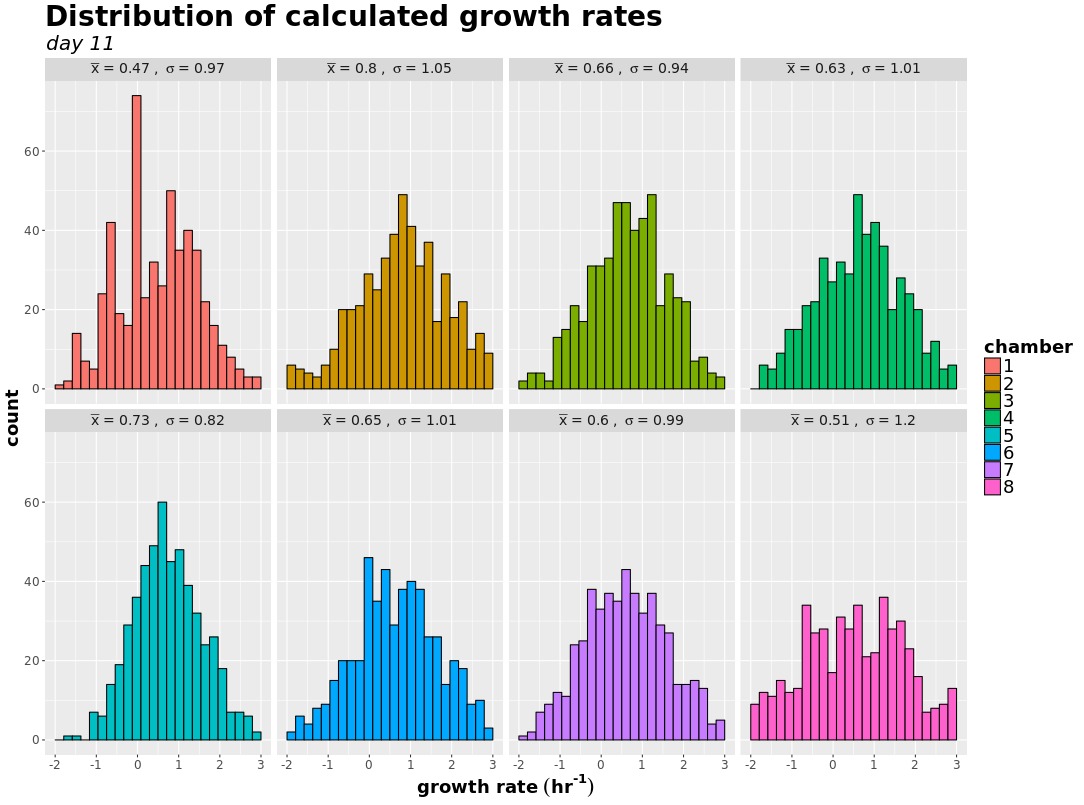 Distribution of calculated growth rates
day 11
x̅ = 0.47 , σ = 0.97
x̅ = 0.8 , σ = 1.05
x̅ = 0.66 , σ = 0.94
x̅ = 0.63 , σ = 1.01
60
40
20
0
x̅ = 0.73 , σ = 0.82
x̅ = 0.65 , σ = 1.01
x̅ = 0.6 , σ = 0.99
x̅ = 0.51 , σ = 1.2
60
40
20
0
count
-2 -1 0 1 2 3
-2 -1 0 1 2 3
-2 -1 0 1 2 3
-2 -1 0 1 2 3
growth rate (hr⁻¹)
chamber
1
2
3
4
5
6
7
8